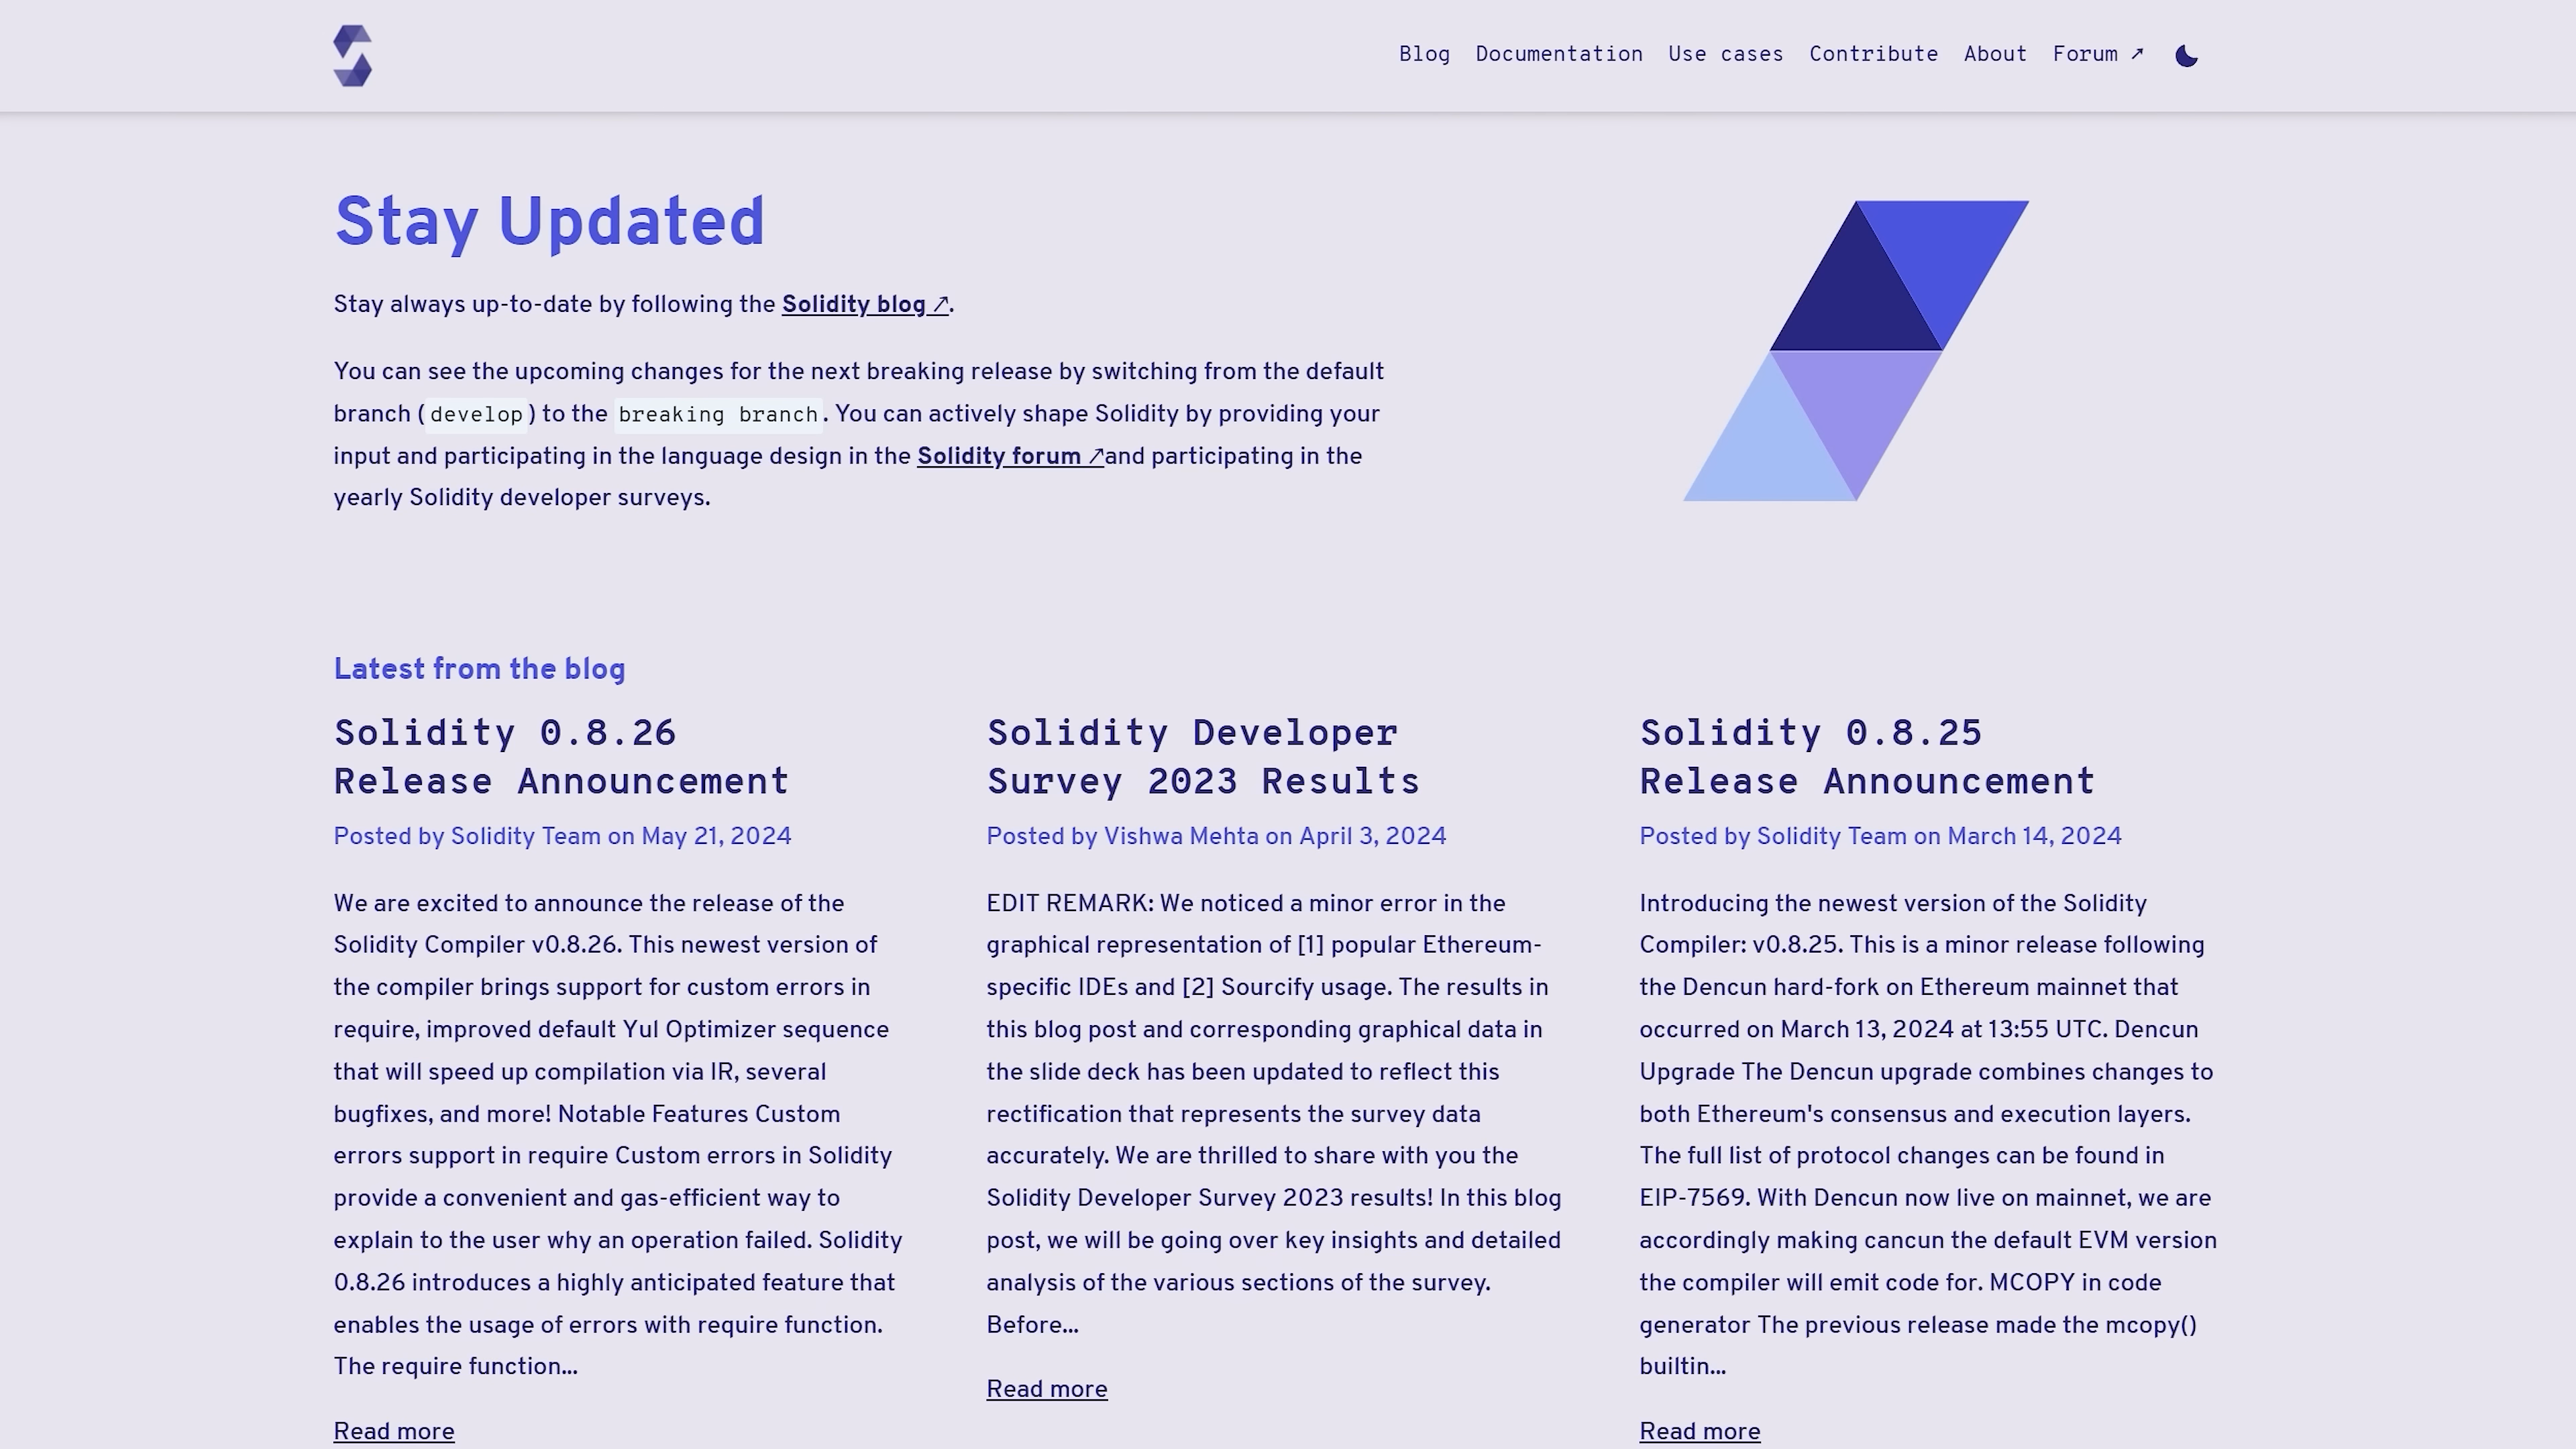 Blog Documentation Use cases Contribute About Forum ↗
Stay Updated
Stay always up-to-date by following the Solidity blog ↗.
You can see the upcoming changes for the next breaking release by switching from the default
branch (develop) to the breaking branch. You can actively shape Solidity by providing your
input and participating in the language design in the Solidity forum ↗and participating in the
yearly Solidity developer surveys.
Latest from the blog
Solidity 0.8.26
Release Announcement
Posted by Solidity Team on May 21, 2024
We are excited to announce the release of the
Solidity Compiler v0.8.26. This newest version of
the compiler brings support for custom errors in
require, improved default Yul Optimizer sequence
that will speed up compilation via IR, several
bugfixes, and more! Notable Features Custom
errors support in require Custom errors in Solidity
provide a convenient and gas-efficient way to
explain to the user why an operation failed. Solidity
0.8.26 introduces a highly anticipated feature that
enables the usage of errors with require function.
The require function...
Read more
Solidity Developer
Survey 2023 Results
Posted by Vishwa Mehta on April 3, 2024
EDIT REMARK: We noticed a minor error in the
graphical representation of [1] popular Ethereum-
specific IDEs and [2] Sourcify usage. The results in
this blog post and corresponding graphical data in
the slide deck has been updated to reflect this
rectification that represents the survey data
accurately. We are thrilled to share with you the
Solidity Developer Survey 2023 results! In this blog
post, we will be going over key insights and detailed
analysis of the various sections of the survey.
Before...
Read more
Solidity 0.8.25
Release Announcement
Posted by Solidity Team on March 14, 2024
Introducing the newest version of the Solidity
Compiler: v0.8.25. This is a minor release following
the Dencun hard-fork on Ethereum mainnet that
occurred on March 13, 2024 at 13:55 UTC. Dencun
Upgrade The Dencun upgrade combines changes to
both Ethereum's consensus and execution layers.
The full list of protocol changes can be found in
EIP-7569. With Dencun now live on mainnet, we are
accordingly making cancun the default EVM version
the compiler will emit code for. MCOPY in code
generator The previous release made the mcopy()
builtin...
Read more